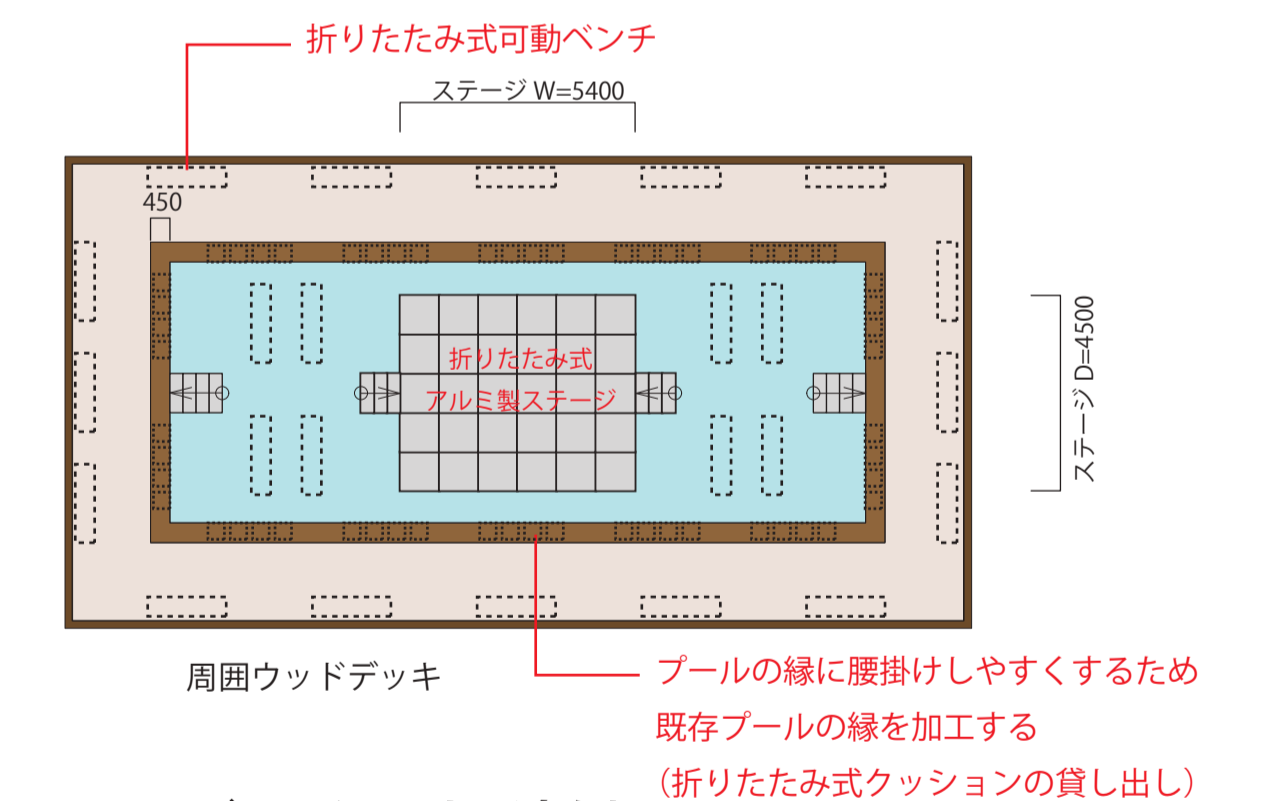 折りたたみ式可動ベンチ
ステージ W=5400
450
折りたたみ式
アルミ製ステージ
ステージ D=4500
周囲ウッドデッキ
プールの縁に腰掛けしやすくするため
既存プールの縁を加工する
（折りたたみ式クッションの貸し出し）